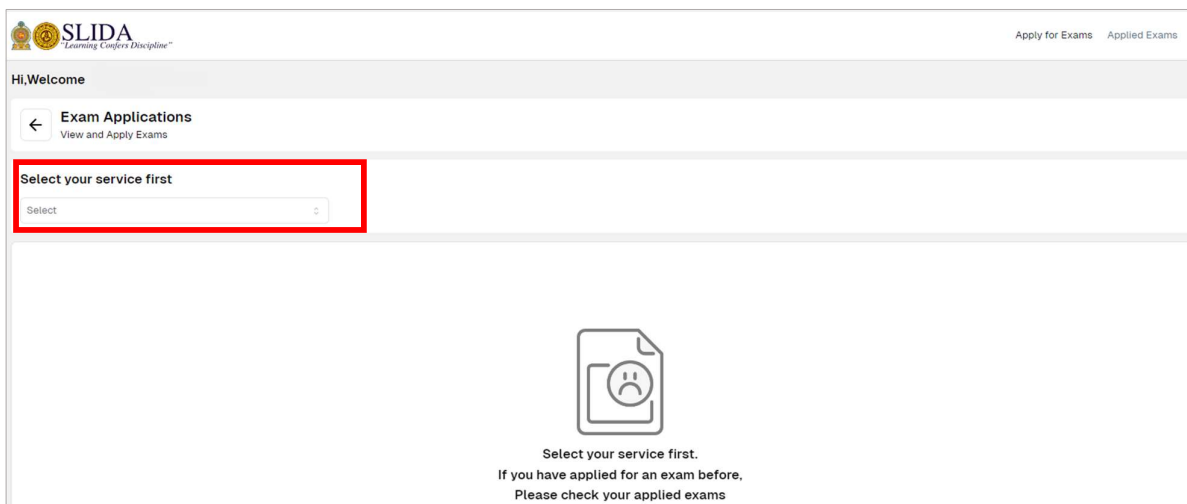 SLIDA
"Learning Confers Discipline"
Apply for Exams Applied Exams
Hi,Welcome
Exam Applications
View and Apply Exams
Select your service first
Select
Select your service first.
If you have applied for an exam before,
Please check your applied exams